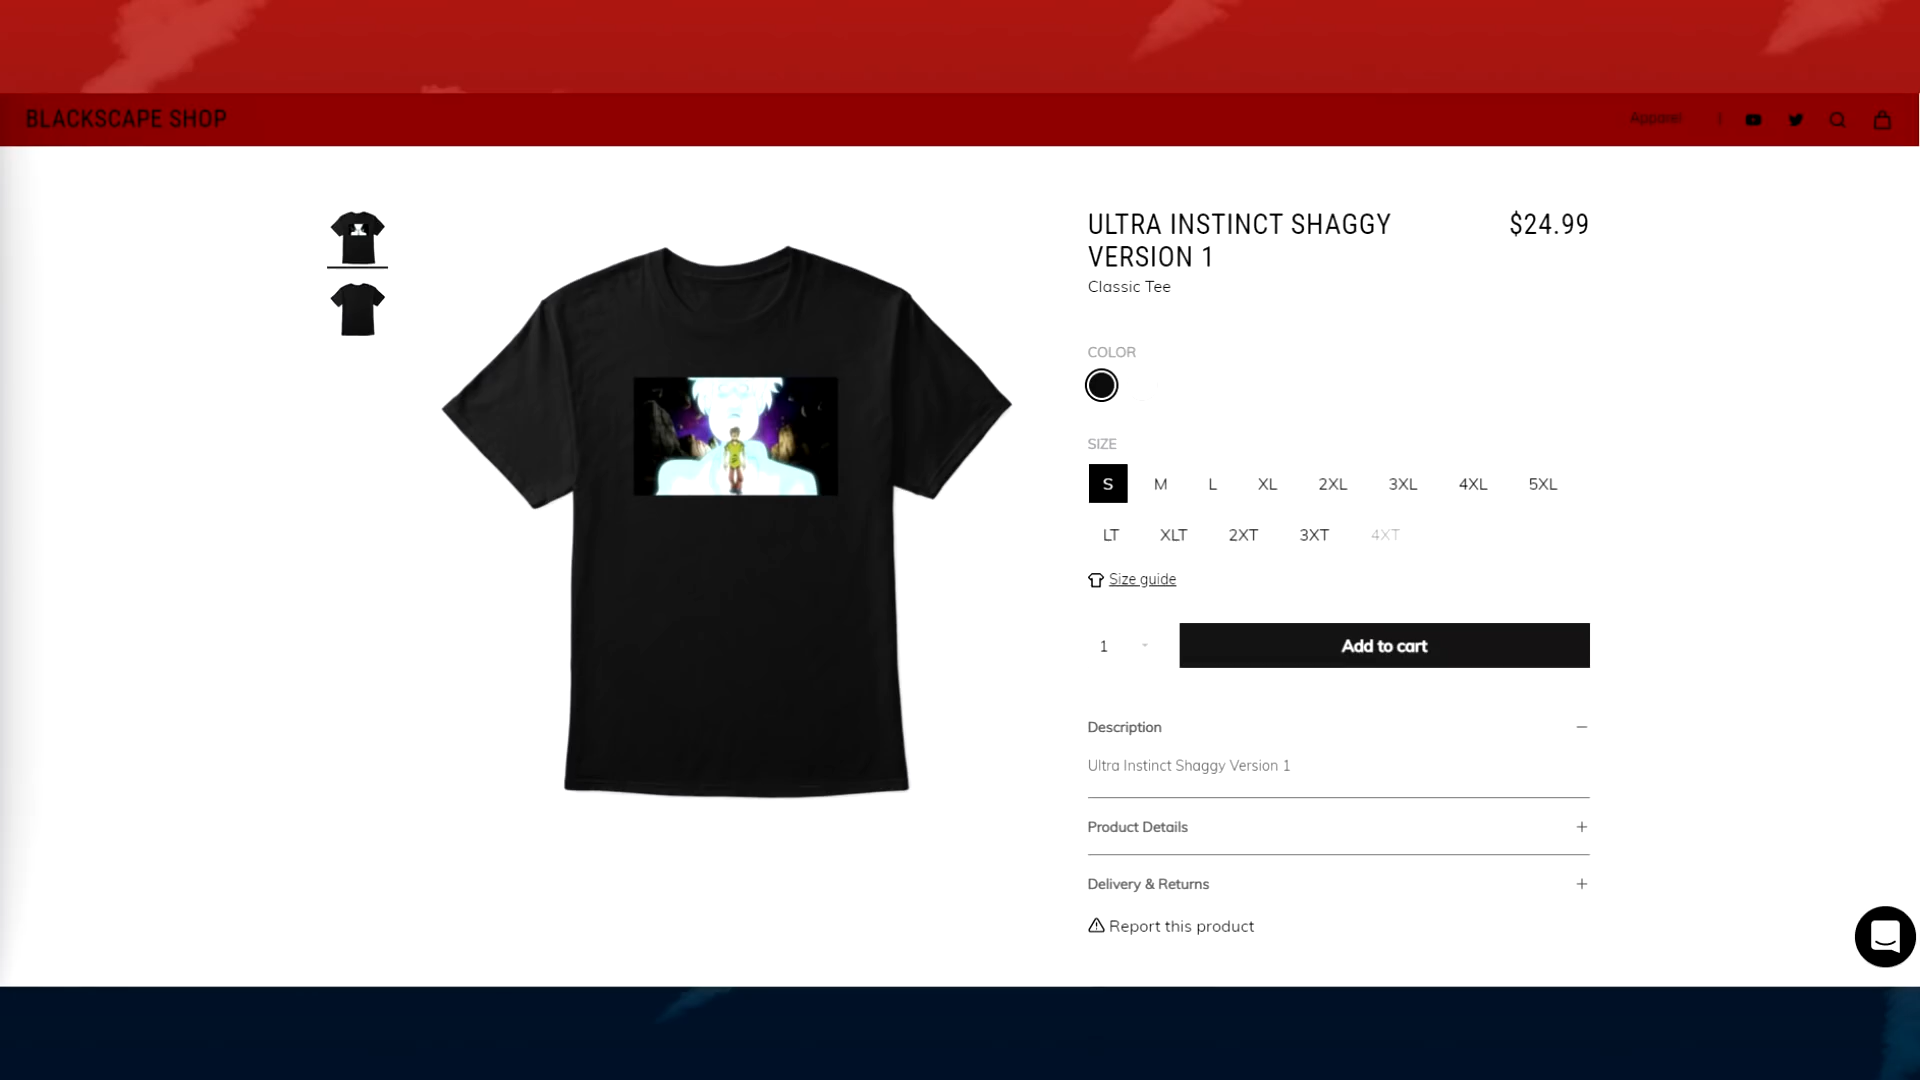 BLACKSCAPE SHOP
Apparel
ULTRA INSTINCT SHAGGY
VERSION 1
$24.99
Classic Tee
COLOR
SIZE
S M L XL 2XL 3XL 4XL 5XL
LT XLT 2XT 3XT 4XT
Size guide
1
Add to cart
Description
Ultra Instinct Shaggy Version 1
Product Details
Delivery & Returns
Report this product